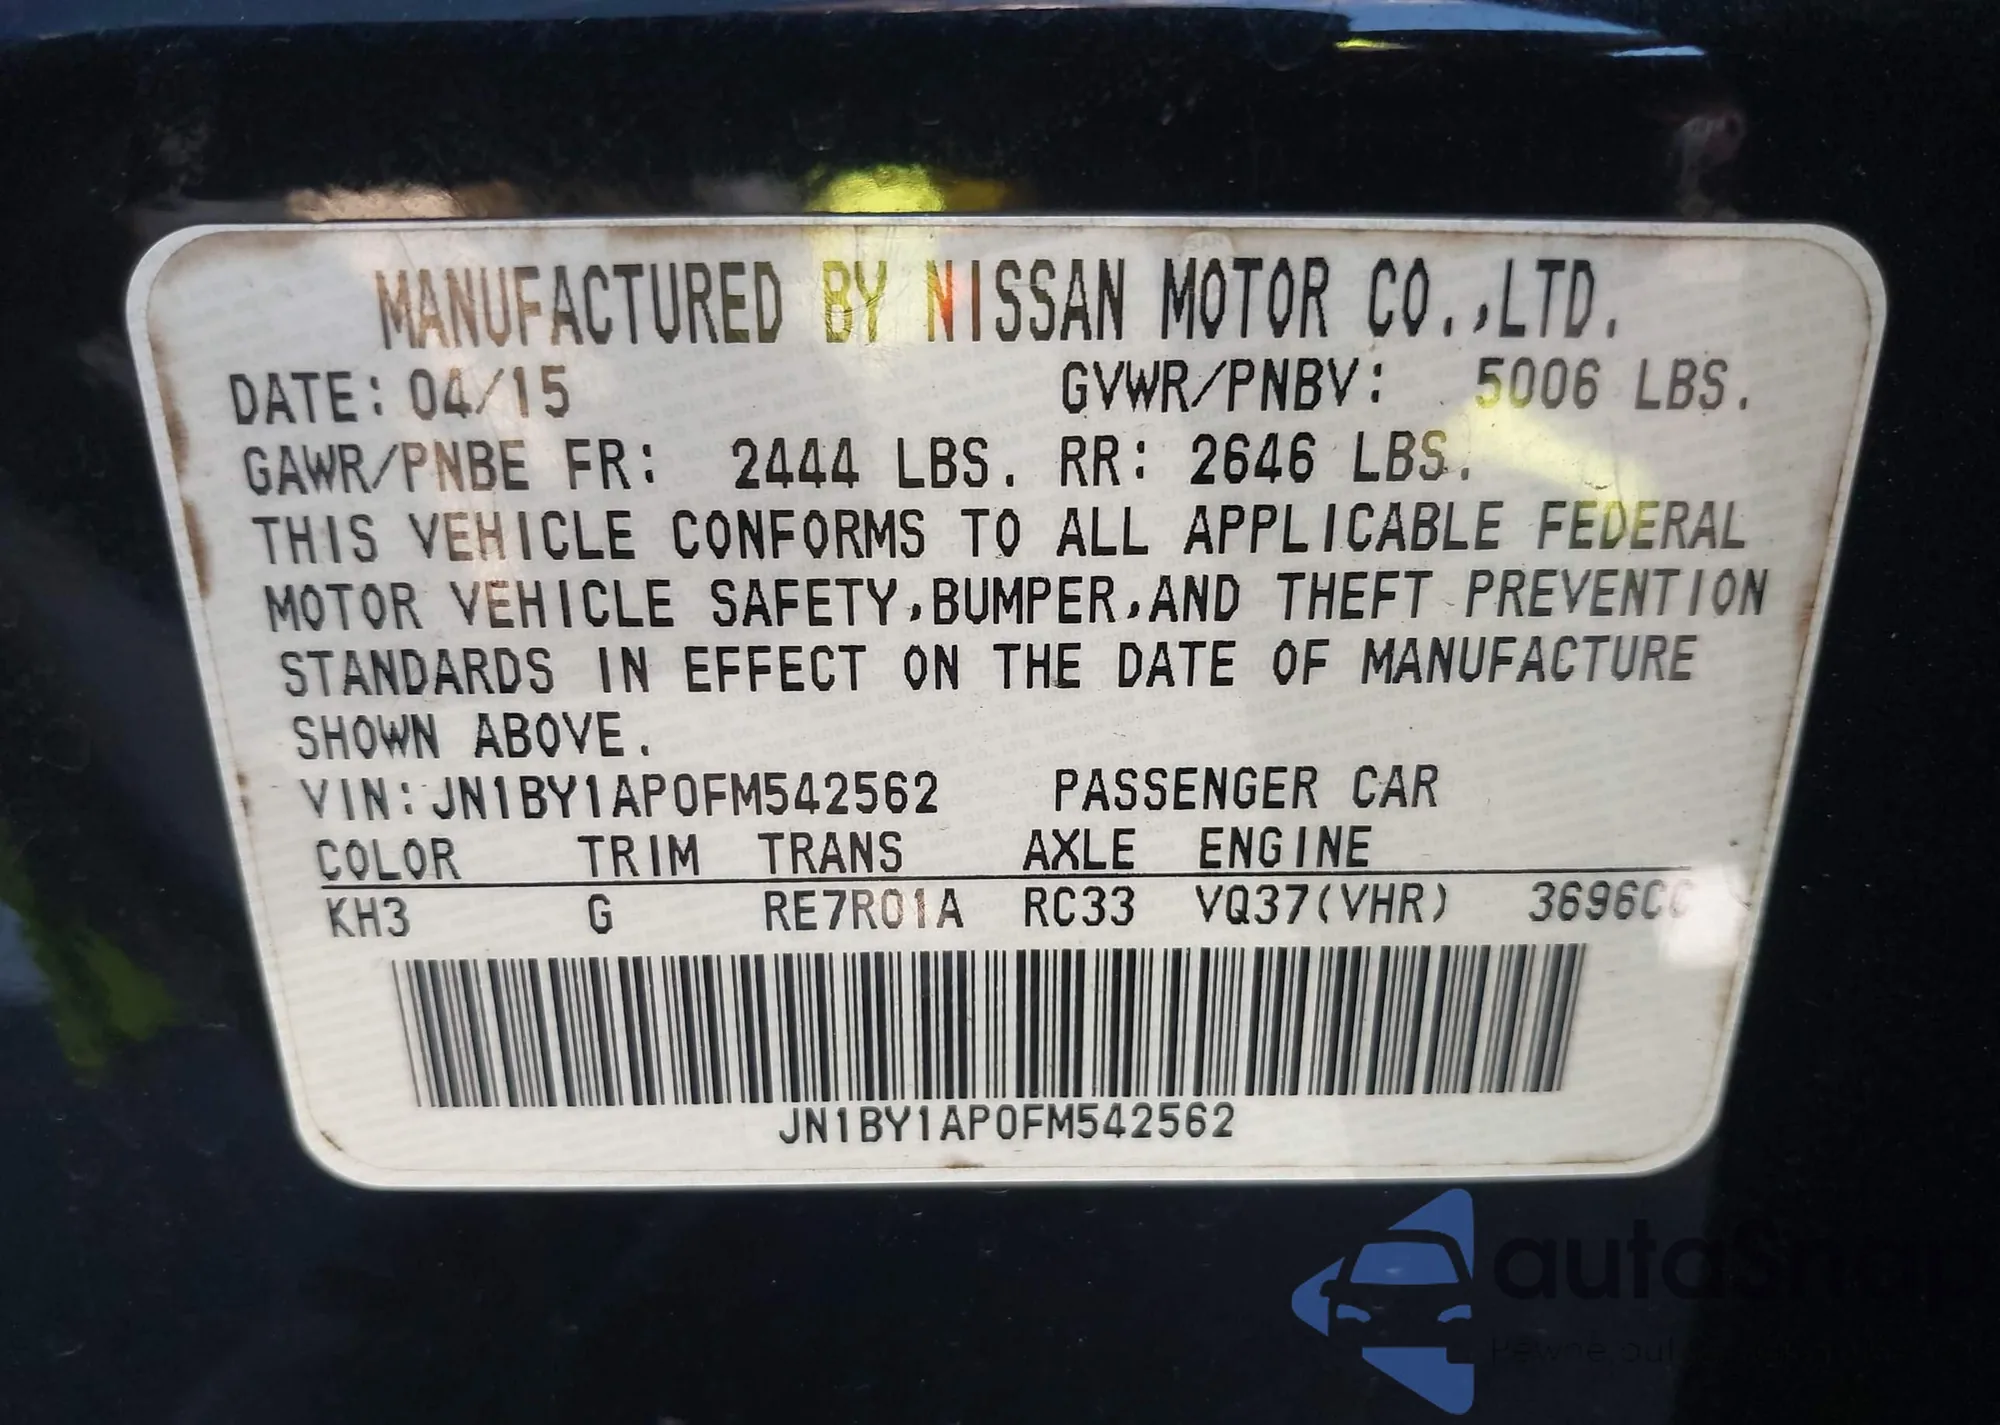 MANUFACTURED BY NISSAN MOTOR CO.,LTD.
DATE: 04/15 GVWR/PNBV: 5006 LBS.
GAWR/PNBE FR: 2444 LBS. RR: 2646 LBS.
THIS VEHICLE CONFORMS TO ALL APPLICABLE FEDERAL
MOTOR VEHICLE SAFETY,BUMPER,AND THEFT PREVENTION
STANDARDS IN EFFECT ON THE DATE OF MANUFACTURE
SHOWN ABOVE.
VIN:JN1BY1AP0FM542562 PASSENGER CAR
COLOR TRIM TRANS AXLE ENGINE
KH3 G RE7R01A RC33 VQ37(VHR) 3696CC
JN1BY1AP0FM542562
autoSnap